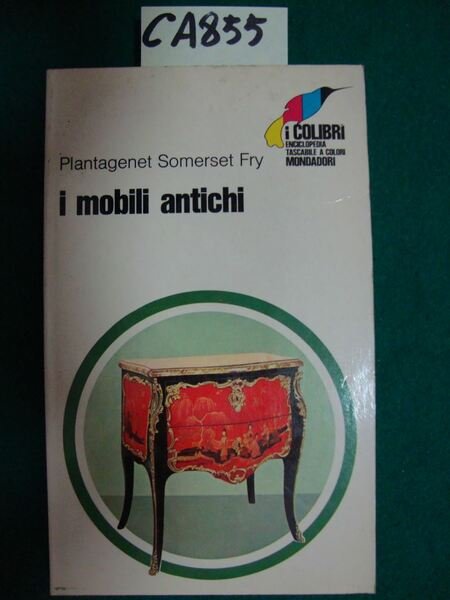 CA855
i COLIBRI
ENCICLOPEDIA
TASCABILE A COLORI
MONDADORI
Plantagenet Somerset Fry
i mobili antichi